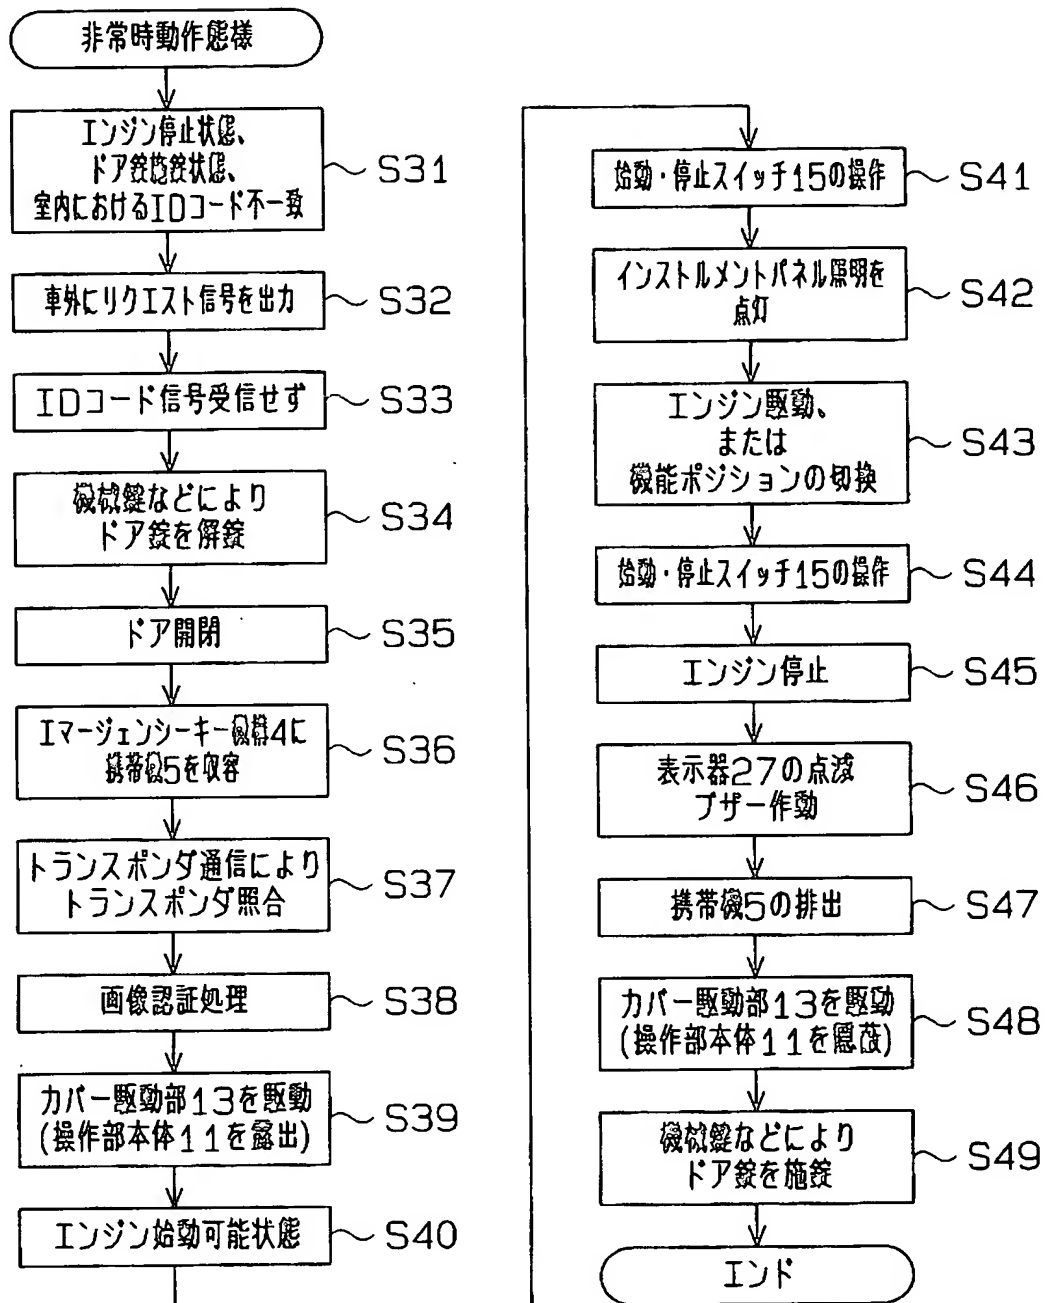 非常時動作態様
エンジン停止状態、
ドア錠施錠状態、
室内におけるIDコード不一致
S31
車外にリクエスト信号を出力
S32
IDコード信号受信せず
S33
機械鍵などにより
ドア錠を解錠
S34
ドア開閉
S35
エマージェンシーキー機構4に
携帯機5を収容
S36
トランスポンダ通信により
トランスポンダ照合
S37
画像認証処理
S38
カバー駆動部13を駆動
(操作部本体11を露出)
S39
エンジン始動可能状態
S40
始動・停止スイッチ15の操作
S41
インストルメントパネル照明を
点灯
S42
エンジン駆動、
または
機能ポジションの切換
S43
始動・停止スイッチ15の操作
S44
エンジン停止
S45
表示器27の点滅
ブザー作動
S46
携帯機5の排出
S47
カバー駆動部13を駆動
(操作部本体11を隠蔽)
S48
機械鍵などにより
ドア錠を施錠
S49
エンド